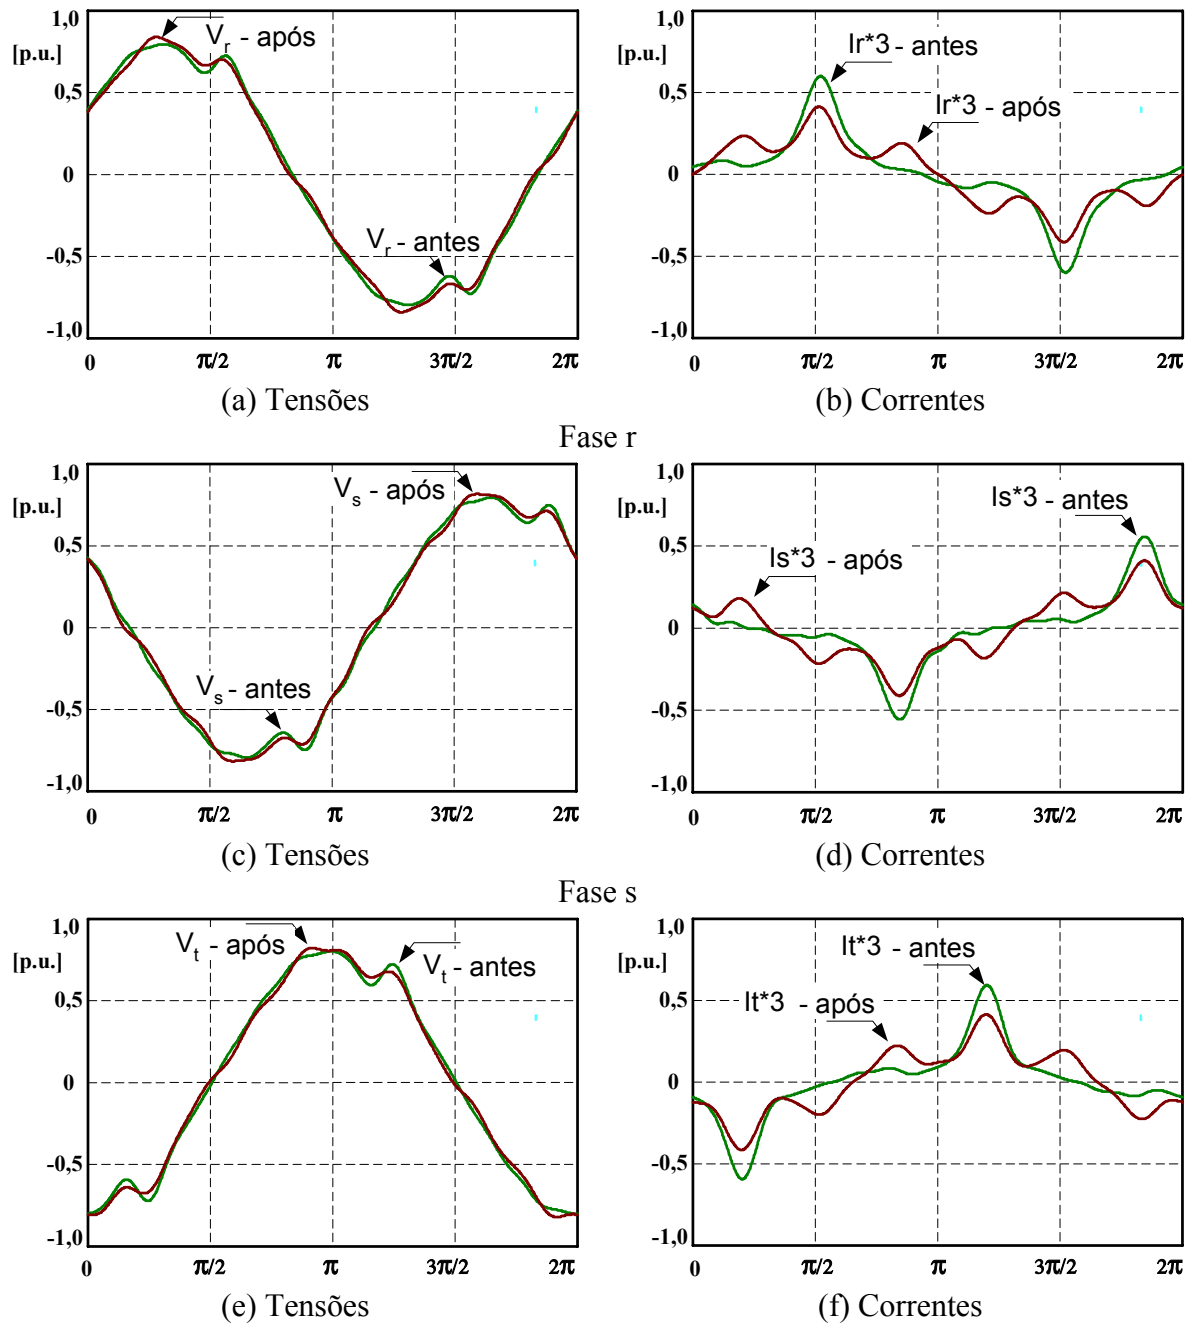 1,0
[p.u.]
0,5
0
-0,5
-1,0
V_r - após
V_r - antes
0 π/2 π 3π/2 2π
(a) Tensões
1,0
[p.u.]
0,5
0
-0,5
-1,0
Ir*3 - antes
Ir*3 - após
0 π/2 π 3π/2 2π
(b) Correntes
Fase r
1,0
[p.u.]
0,5
0
-0,5
-1,0
V_s - após
V_s - antes
0 π/2 π 3π/2 2π
(c) Tensões
1,0
[p.u.]
0,5
0
-0,5
-1,0
Is*3 - antes
Is*3 - após
0 π/2 π 3π/2 2π
(d) Correntes
Fase s
1,0
[p.u.]
0,5
0
-0,5
-1,0
V_t - após
V_t - antes
0 π/2 π 3π/2 2π
(e) Tensões
1,0
[p.u.]
0,5
0
-0,5
-1,0
It*3 - antes
It*3 - após
0 π/2 π 3π/2 2π
(f) Correntes